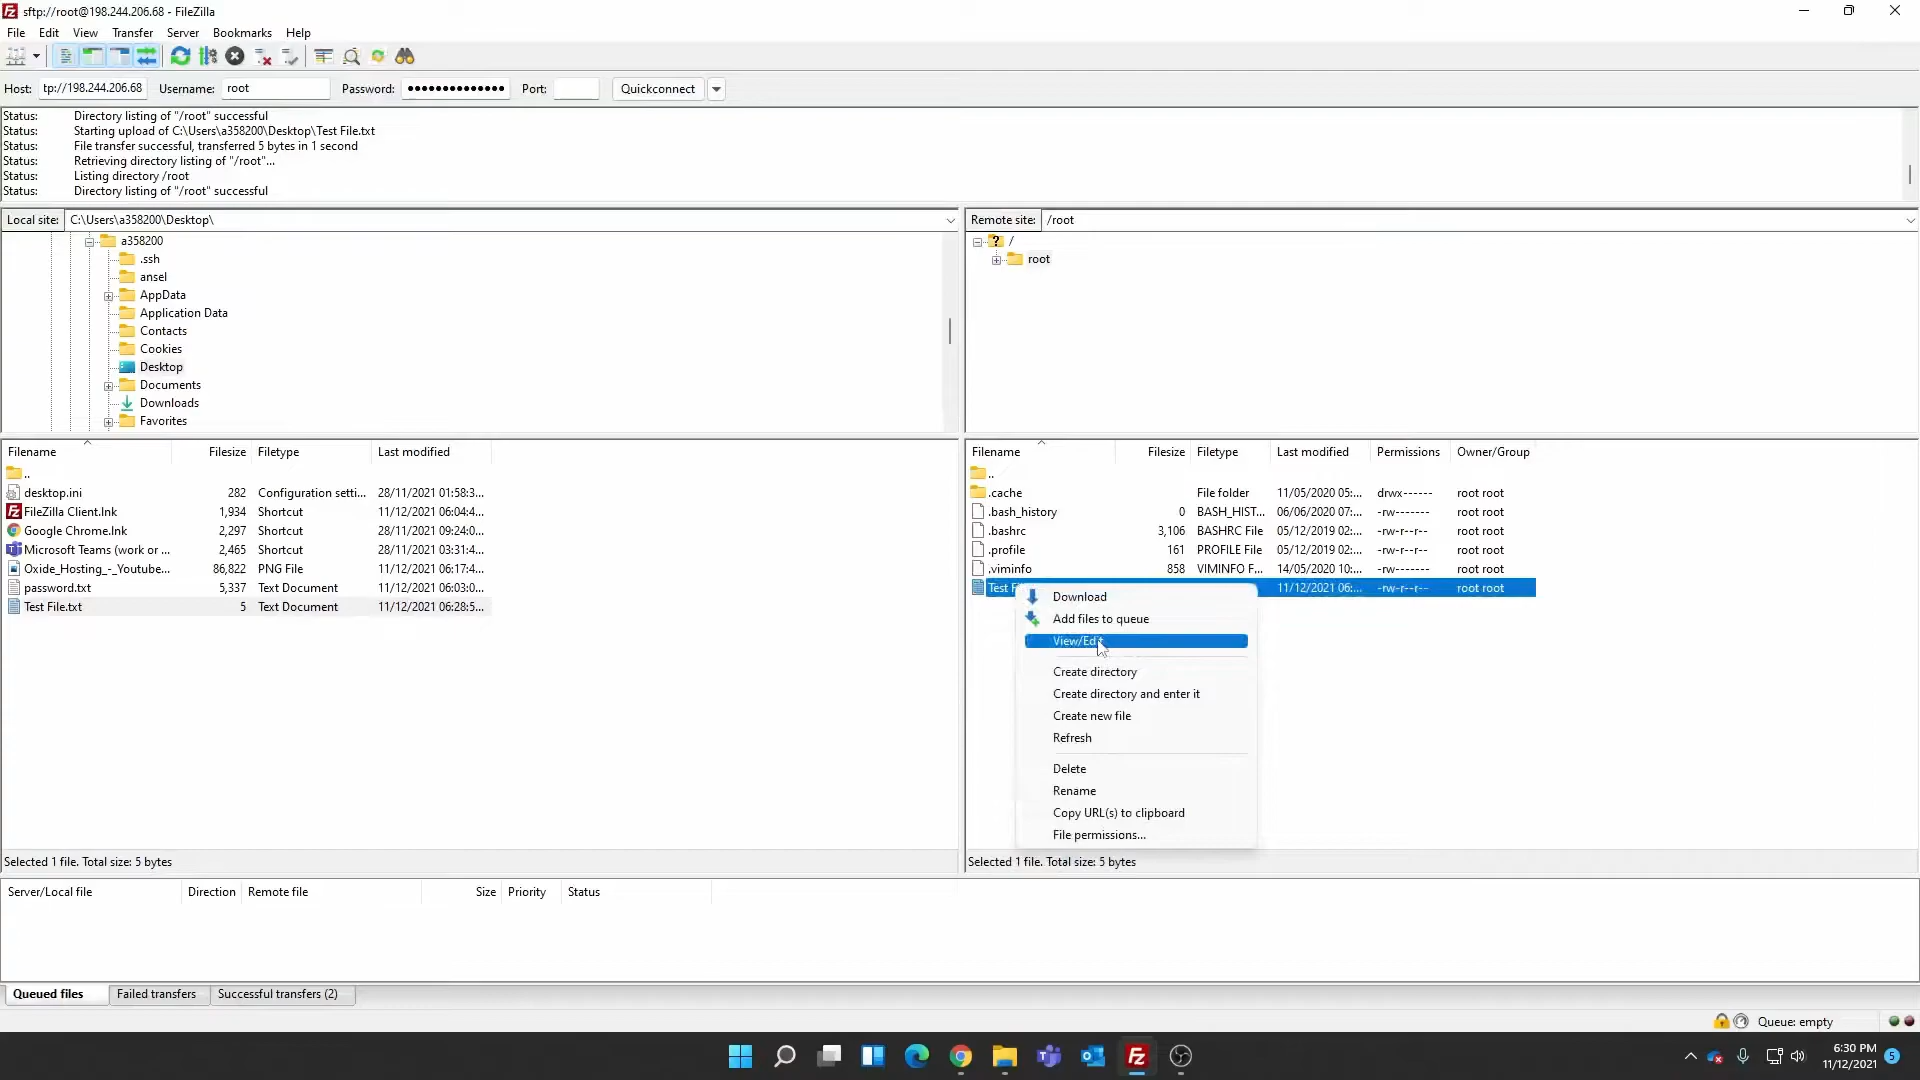 sftp://root@198.244.206.68 - FileZilla
File Edit View Transfer Server Bookmarks Help
Host: tp://198.244.206.68 Username: root Password: ●●●●●●●●●●●●●● Port: Quickconnect
Status: Directory listing of "/root" successful
Status: Starting upload of C:\Users\a358200\Desktop\Test File.txt
Status: File transfer successful, transferred 5 bytes in 1 second
Status: Retrieving directory listing of "/root"...
Status: Listing directory /root
Status: Directory listing of "/root" successful
Local site: C:\Users\a358200\Desktop\
a358200
.ssh
ansel
AppData
Application Data
Contacts
Cookies
Desktop
Documents
Downloads
Favorites
Remote site: /root
? /
root
Filename Filesize Filetype Last modified
..
desktop.ini 282 Configuration setti... 28/11/2021 01:58:3...
FileZilla Client.lnk 1,934 Shortcut 11/12/2021 06:04:4...
Google Chrome.lnk 2,297 Shortcut 28/11/2021 09:24:0...
Microsoft Teams (work or ... 2,465 Shortcut 28/11/2021 03:31:4...
Oxide_Hosting_-_Youtube... 86,822 PNG File 11/12/2021 06:17:4...
password.txt 5,337 Text Document 11/12/2021 06:03:0...
Test File.txt 5 Text Document 11/12/2021 06:28:5...
Selected 1 file. Total size: 5 bytes
Filename Filesize Filetype Last modified Permissions Owner/Group
..
.cache File folder 11/05/2020 05:... drwx------ root root
.bash_history 0 BASH_HIST... 06/06/2020 07:... -rw------- root root
.bashrc 3,106 BASHRC File 05/12/2019 02:... -rw-r--r-- root root
.profile 161 PROFILE File 05/12/2019 02:... -rw-r--r-- root root
.viminfo 858 VIMINFO F... 14/05/2020 10:... -rw------- root root
Test 11/12/2021 06:... -rw-r--r-- root root
Download
Add files to queue
View/Edit
Create directory
Create directory and enter it
Create new file
Refresh
Delete
Rename
Copy URL(s) to clipboard
File permissions...
Selected 1 file. Total size: 5 bytes
Server/Local file Direction Remote file Size Priority Status
Queued files Failed transfers Successful transfers (2)
Queue: empty
6:30 PM
11/12/2021 5